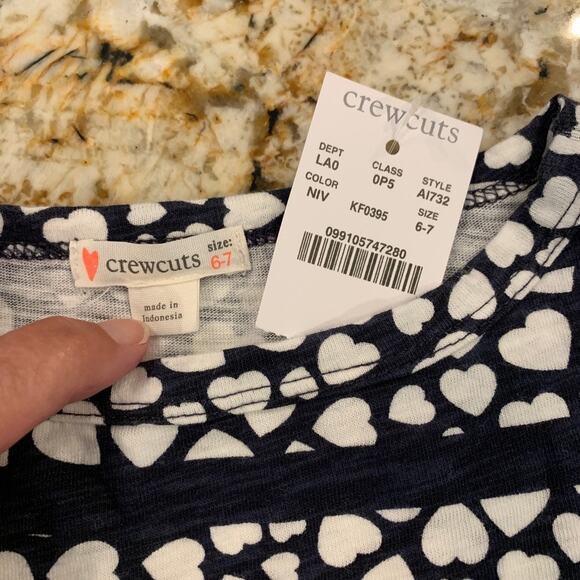 crewcuts
DEPT CLASS STYLE
LA0 0P5 AI732
COLOR SIZE
NIV KF0395 6-7
099105747280
crewcuts size: 6-7
made in
Indonesia